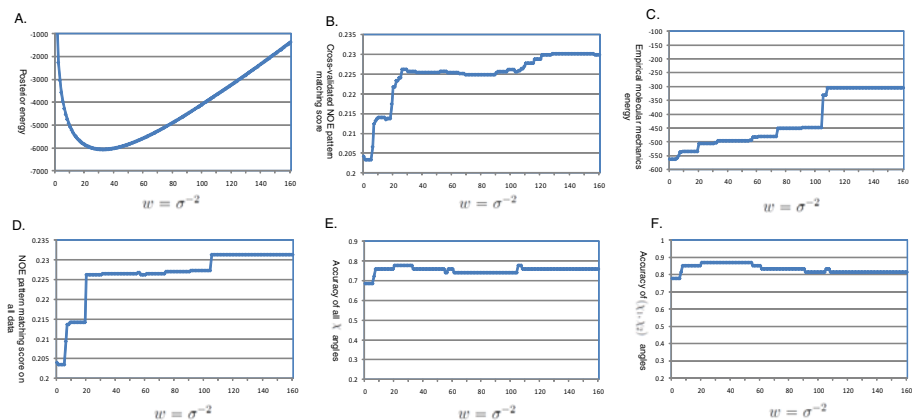 A.
Posterior energy
-1000
-2000
-3000
-4000
-5000
-6000
-7000
0 20 40 60 80 100 120 140 160
w = σ⁻²
B.
Cross-validated NOE pattern
matching score
0.235
0.23
0.225
0.22
0.215
0.21
0.205
0.2
0 20 40 60 80 100 120 140 160
w = σ⁻²
C.
Empirical molecular mechanics
energy
-100
-150
-200
-250
-300
-350
-400
-450
-500
-550
-600
0 20 40 60 80 100 120 140 160
w = σ⁻²
D.
NOE pattern matching score on
all data
0.235
0.23
0.225
0.22
0.215
0.21
0.205
0.2
0 20 40 60 80 100 120 140 160
w = σ⁻²
E.
Accuracy of all χ angles
0.9
0.8
0.7
0.6
0.5
0.4
0.3
0.2
0 20 40 60 80 100 120 140 160
w = σ⁻²
F.
Accuracy of (χ₁, χ₂)
angles
1
0.9
0.8
0.7
0.6
0.5
0.4
0.3
0.2
0 20 40 60 80 100 120 140 160
w = σ⁻²